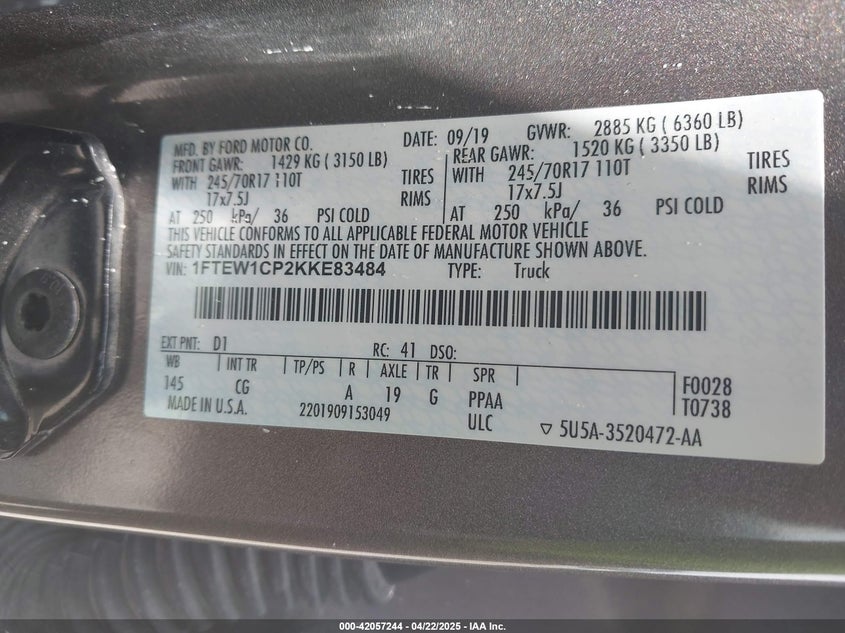 MFD. BY FORD MOTOR CO. DATE: 09/19 GVWR: 2885 KG ( 6360 LB)
FRONT GAWR: 1429 KG ( 3150 LB) REAR GAWR: 1520 KG ( 3350 LB)
WITH 245/70R17 110T TIRES WITH 245/70R17 110T TIRES
17x7.5J RIMS 17x7.5J RIMS
AT 250 kPa/ 36 PSI COLD AT 250 kPa/ 36 PSI COLD
THIS VEHICLE CONFORMS TO ALL APPLICABLE FEDERAL MOTOR VEHICLE
SAFETY STANDARDS IN EFFECT ON THE DATE OF MANUFACTURE SHOWN ABOVE.
VIN: 1FTEW1CP2KKE83484 TYPE: Truck
EXT PNT: D1 RC: 41 DSO:
WB INT TR TP/PS R AXLE TR SPR
145 CG A 19 G PPAA F0028
MADE IN U.S.A. 2201909153049 ULC T0738
5U5A-3520472-AA
000-42057244 | 04/22/2025 - IAA Inc.